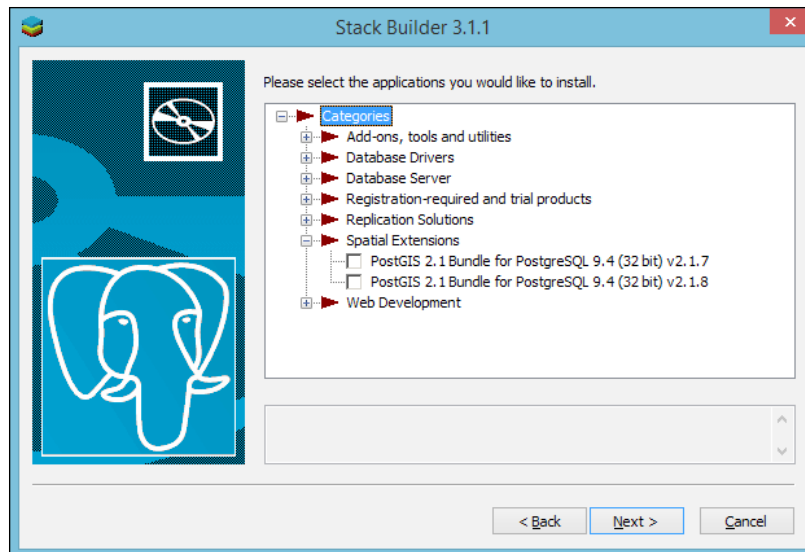 Stack Builder 3.1.1
Please select the applications you would like to install.
Categories
Add-ons, tools and utilities
Database Drivers
Database Server
Registration-required and trial products
Replication Solutions
Spatial Extensions
PostGIS 2.1 Bundle for PostgreSQL 9.4 (32 bit) v2.1.7
PostGIS 2.1 Bundle for PostgreSQL 9.4 (32 bit) v2.1.8
Web Development
< Back Next > Cancel